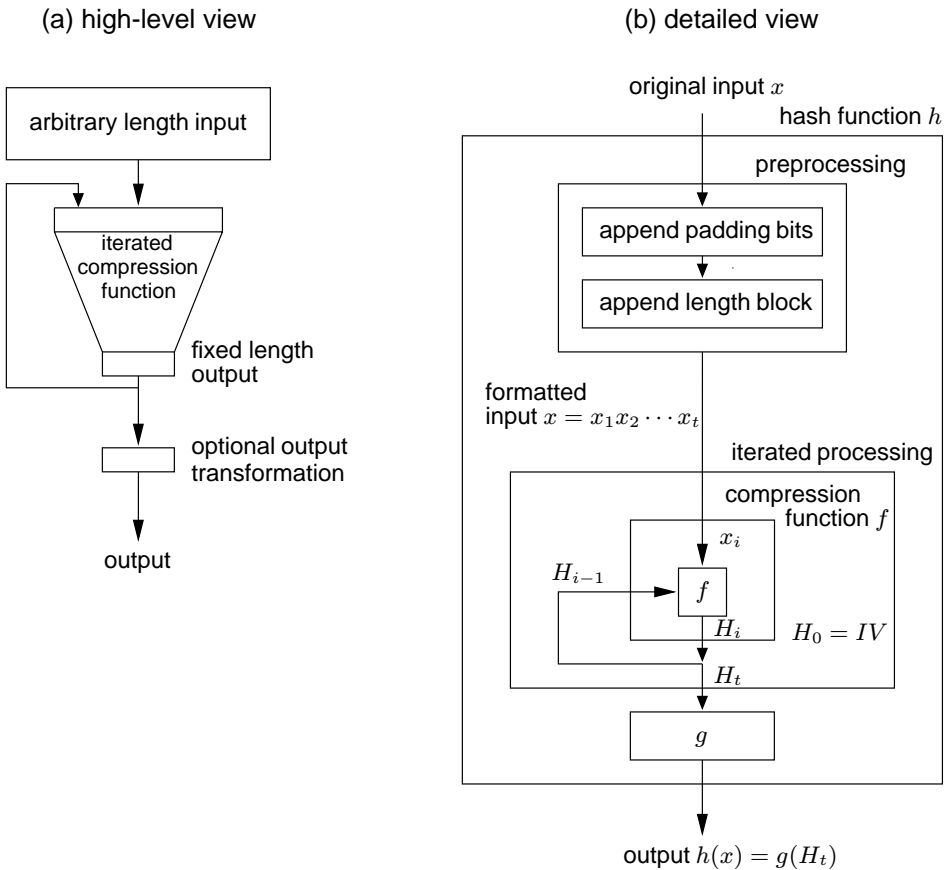 (a) high-level view
arbitrary length input
iterated
compression
function
fixed length
output
optional output
transformation
output
(b) detailed view
original input x
hash function h
preprocessing
append padding bits
append length block
formatted
input x = x₁x₂ ⋯ xₜ
iterated processing
compression
function f
xᵢ
Hᵢ₋₁
f
Hᵢ
H₀ = IV
Hₜ
g
output h(x) = g(Hₜ)